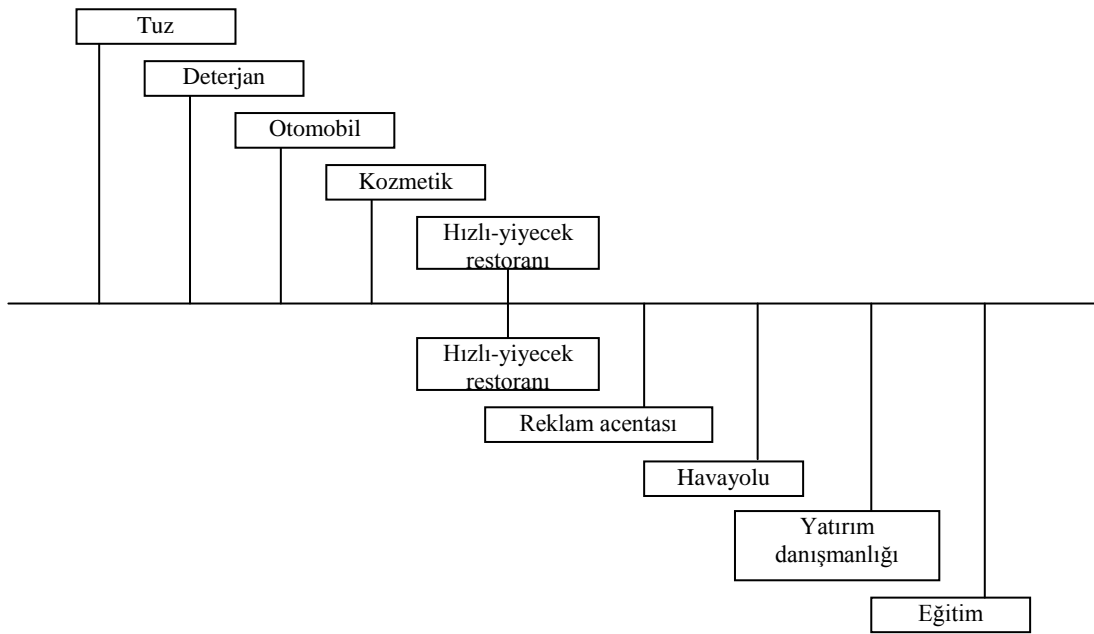 Tuz
Deterjan
Otomobil
Kozmetik
Hızlı-yiyecek
restoranı
Hızlı-yiyecek
restoranı
Reklam acentası
Havayolu
Yatırım
danışmanlığı
Eğitim